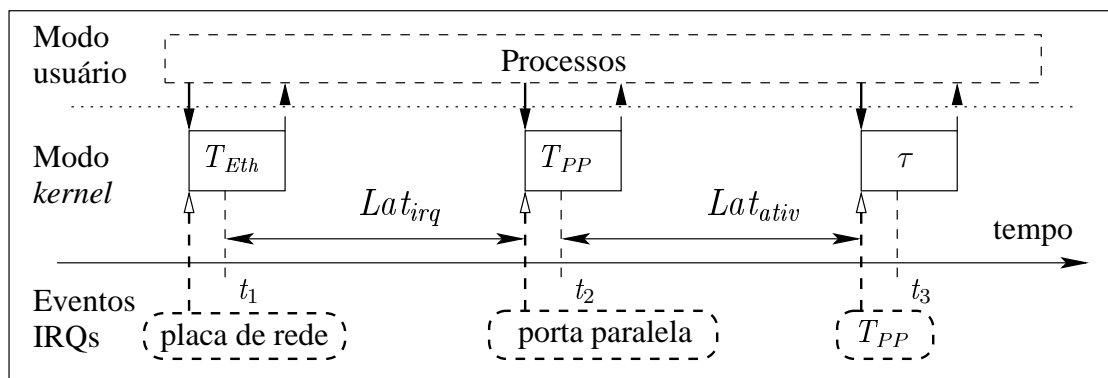 Modo
usuário
Processos
Modo
kernel
T_Eth
T_PP
τ
Lat_irq
Lat_ativ
tempo
t_1
t_2
t_3
Eventos
IRQs
placa de rede
porta paralela
T_PP